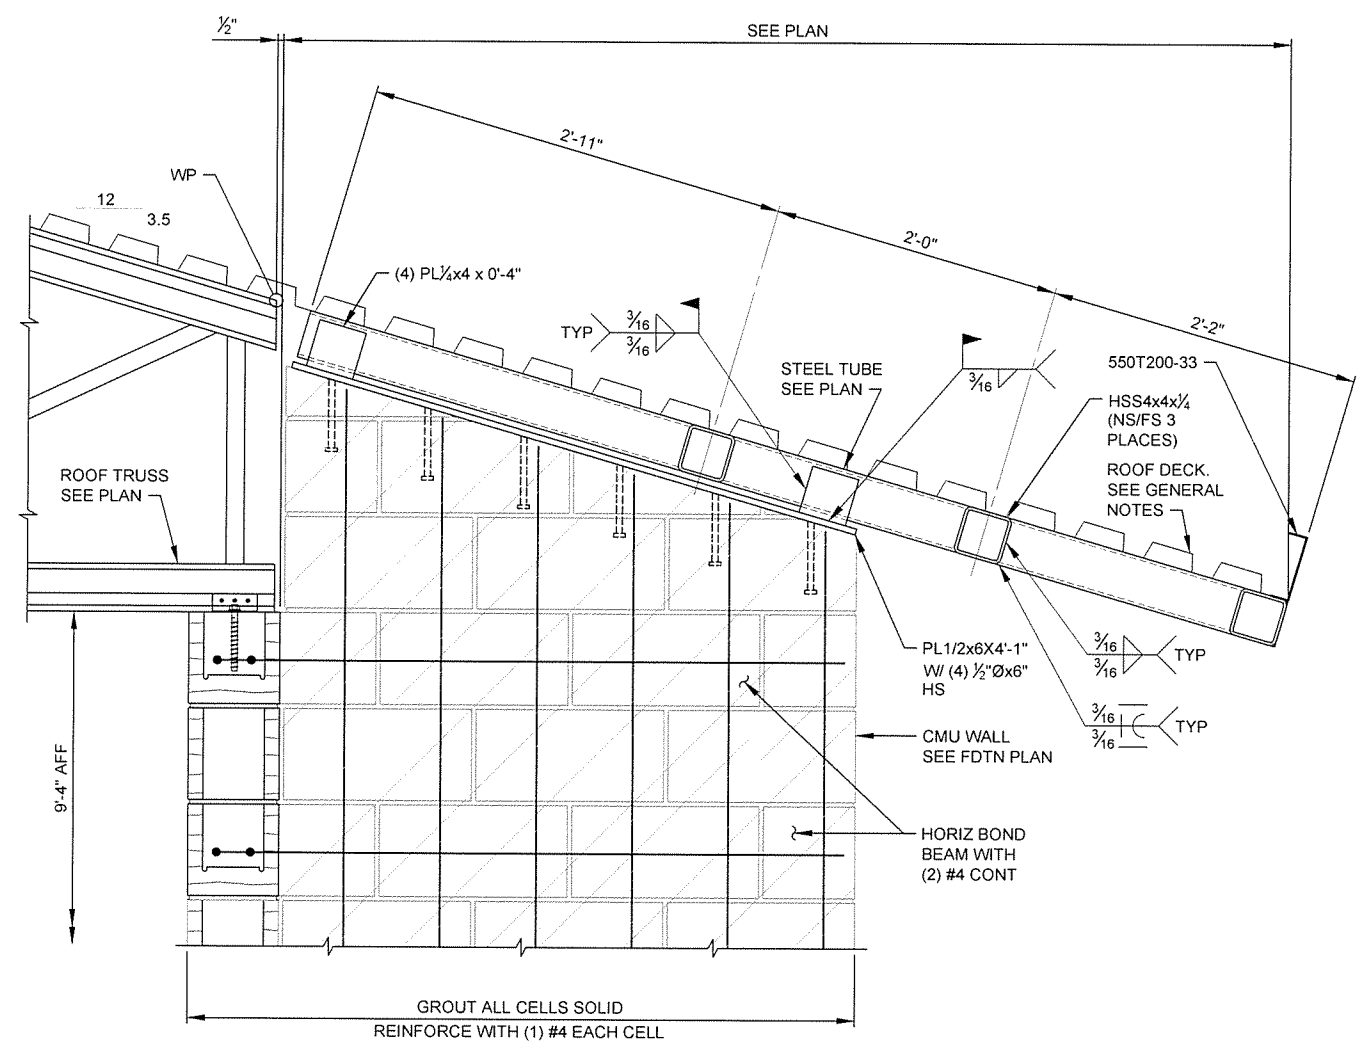 ½"
SEE PLAN
2'-11"
WP
12
3.5
2'-0"
(4) PL¼x4 x 0'-4"
TYP
3/16
3/16
2'-2"
3/16
STEEL TUBE
SEE PLAN
550T200-33
HSS4x4x¼
(NS/FS 3
PLACES)
ROOF DECK.
SEE GENERAL
NOTES
ROOF TRUSS
SEE PLAN
PL1/2x6X4'-1"
W/ (4) ½"Øx6"
HS
3/16
3/16
TYP
3/16
3/16
TYP
CMU WALL
SEE FDTN PLAN
9'-4" AFF
HORIZ BOND
BEAM WITH
(2) #4 CONT
GROUT ALL CELLS SOLID
REINFORCE WITH (1) #4 EACH CELL